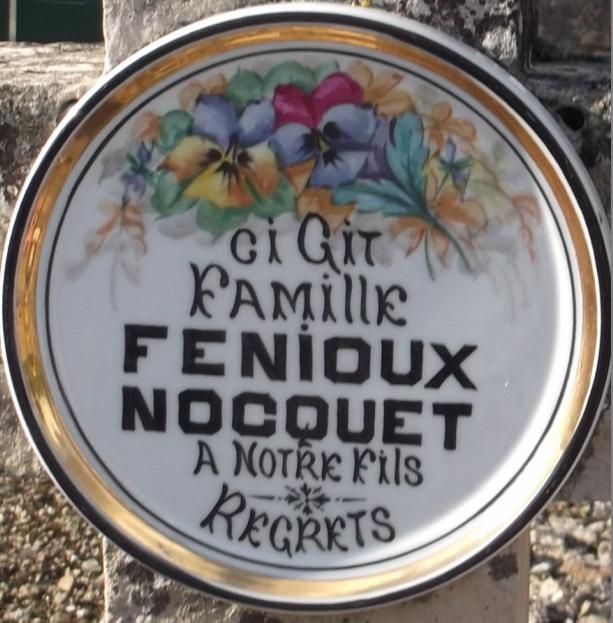 ci Git
FAMille
FENiOUX
NOCQUET
A NOTRE Fils
REGRETS